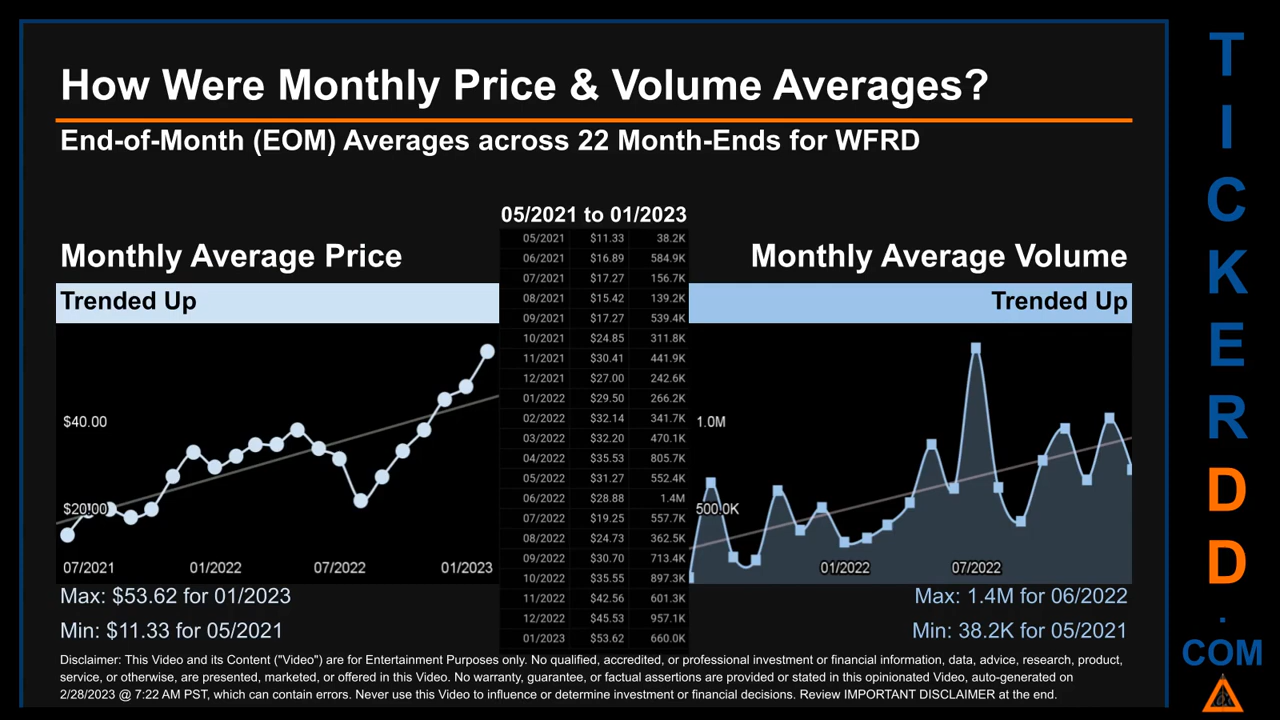 How Were Monthly Price & Volume Averages?
End-of-Month (EOM) Averages across 22 Month-Ends for WFRD
05/2021 to 01/2023
Monthly Average Price
Trended Up
$40.00
$20.00
07/2021 01/2022 07/2022 01/2023
Max: $53.62 for 01/2023
Min: $11.33 for 05/2021
05/2021 $11.33 38.2K
06/2021 $16.89 584.9K
07/2021 $17.27 156.7K
08/2021 $15.42 139.2K
09/2021 $17.27 539.4K
10/2021 $24.85 311.8K
11/2021 $30.41 441.9K
12/2021 $27.00 242.6K
01/2022 $29.50 266.2K
02/2022 $32.14 341.7K
03/2022 $32.20 470.1K
04/2022 $35.53 805.7K
05/2022 $31.27 552.4K
06/2022 $28.88 1.4M
07/2022 $19.25 557.7K
08/2022 $24.73 362.5K
09/2022 $30.70 713.4K
10/2022 $35.55 897.3K
11/2022 $42.56 601.3K
12/2022 $45.53 957.1K
01/2023 $53.62 660.0K
Monthly Average Volume
Trended Up
1.0M
500.0K
01/2022 07/2022
Max: 1.4M for 06/2022
Min: 38.2K for 05/2021
Disclaimer: This Video and its Content ("Video") are for Entertainment Purposes only. No qualified, accredited, or professional investment or financial information, data, advice, research, product,
service, or otherwise, are presented, marketed, or offered in this Video. No warranty, guarantee, or factual assertions are provided or stated in this opinionated Video, auto-generated on
2/28/2023 @ 7:22 AM PST, which can contain errors. Never use this Video to influence or determine investment or financial decisions. Review IMPORTANT DISCLAIMER at the end.
T
I
C
K
E
R
D
D
.
COM